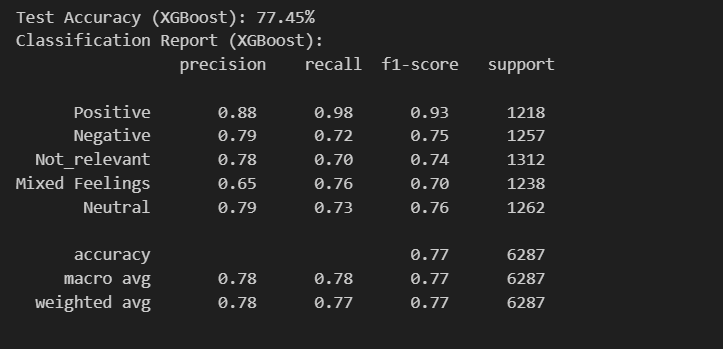 Test Accuracy (XGBoost): 77.45%
Classification Report (XGBoost):
precision recall f1-score support
Positive 0.88 0.98 0.93 1218
Negative 0.79 0.72 0.75 1257
Not_relevant 0.78 0.70 0.74 1312
Mixed Feelings 0.65 0.76 0.70 1238
Neutral 0.79 0.73 0.76 1262
accuracy 0.77 6287
macro avg 0.78 0.78 0.77 6287
weighted avg 0.78 0.77 0.77 6287